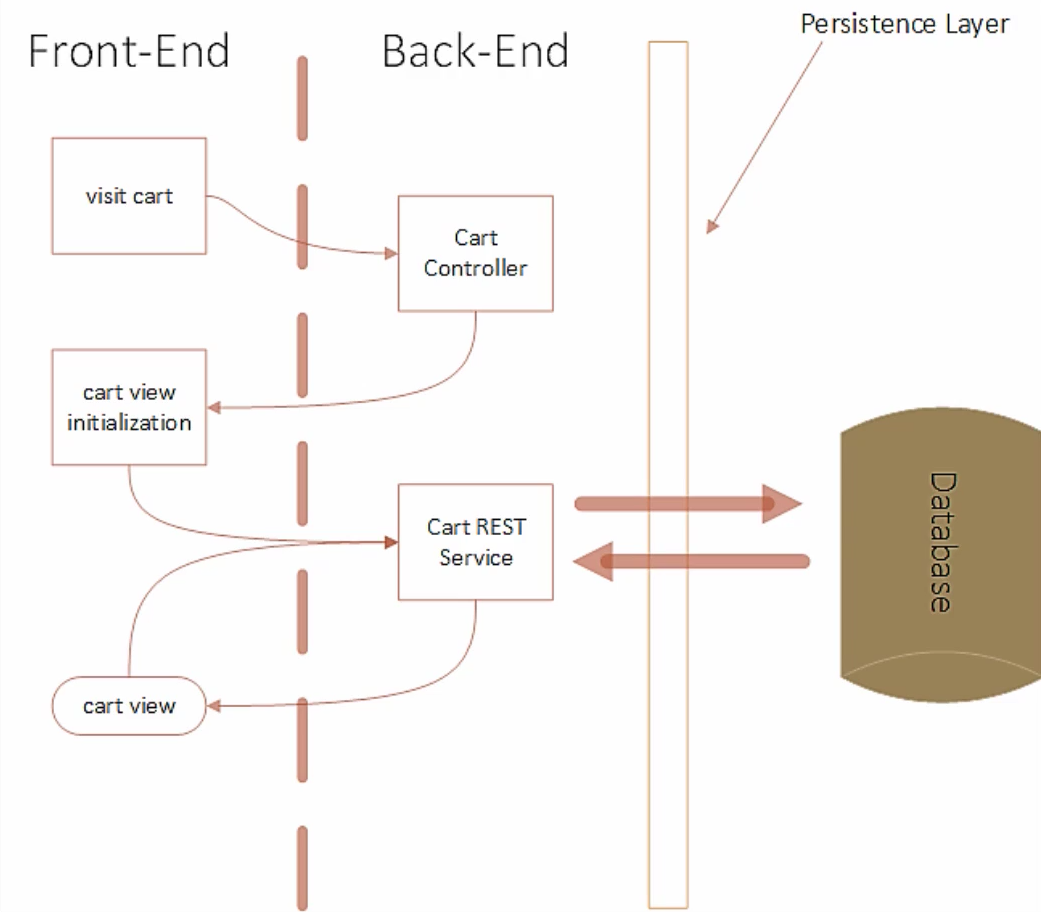 Persistence Layer
Front-End
Back-End
visit cart
Cart
Controller
cart view
initialization
Cart REST
Service
Database
cart view